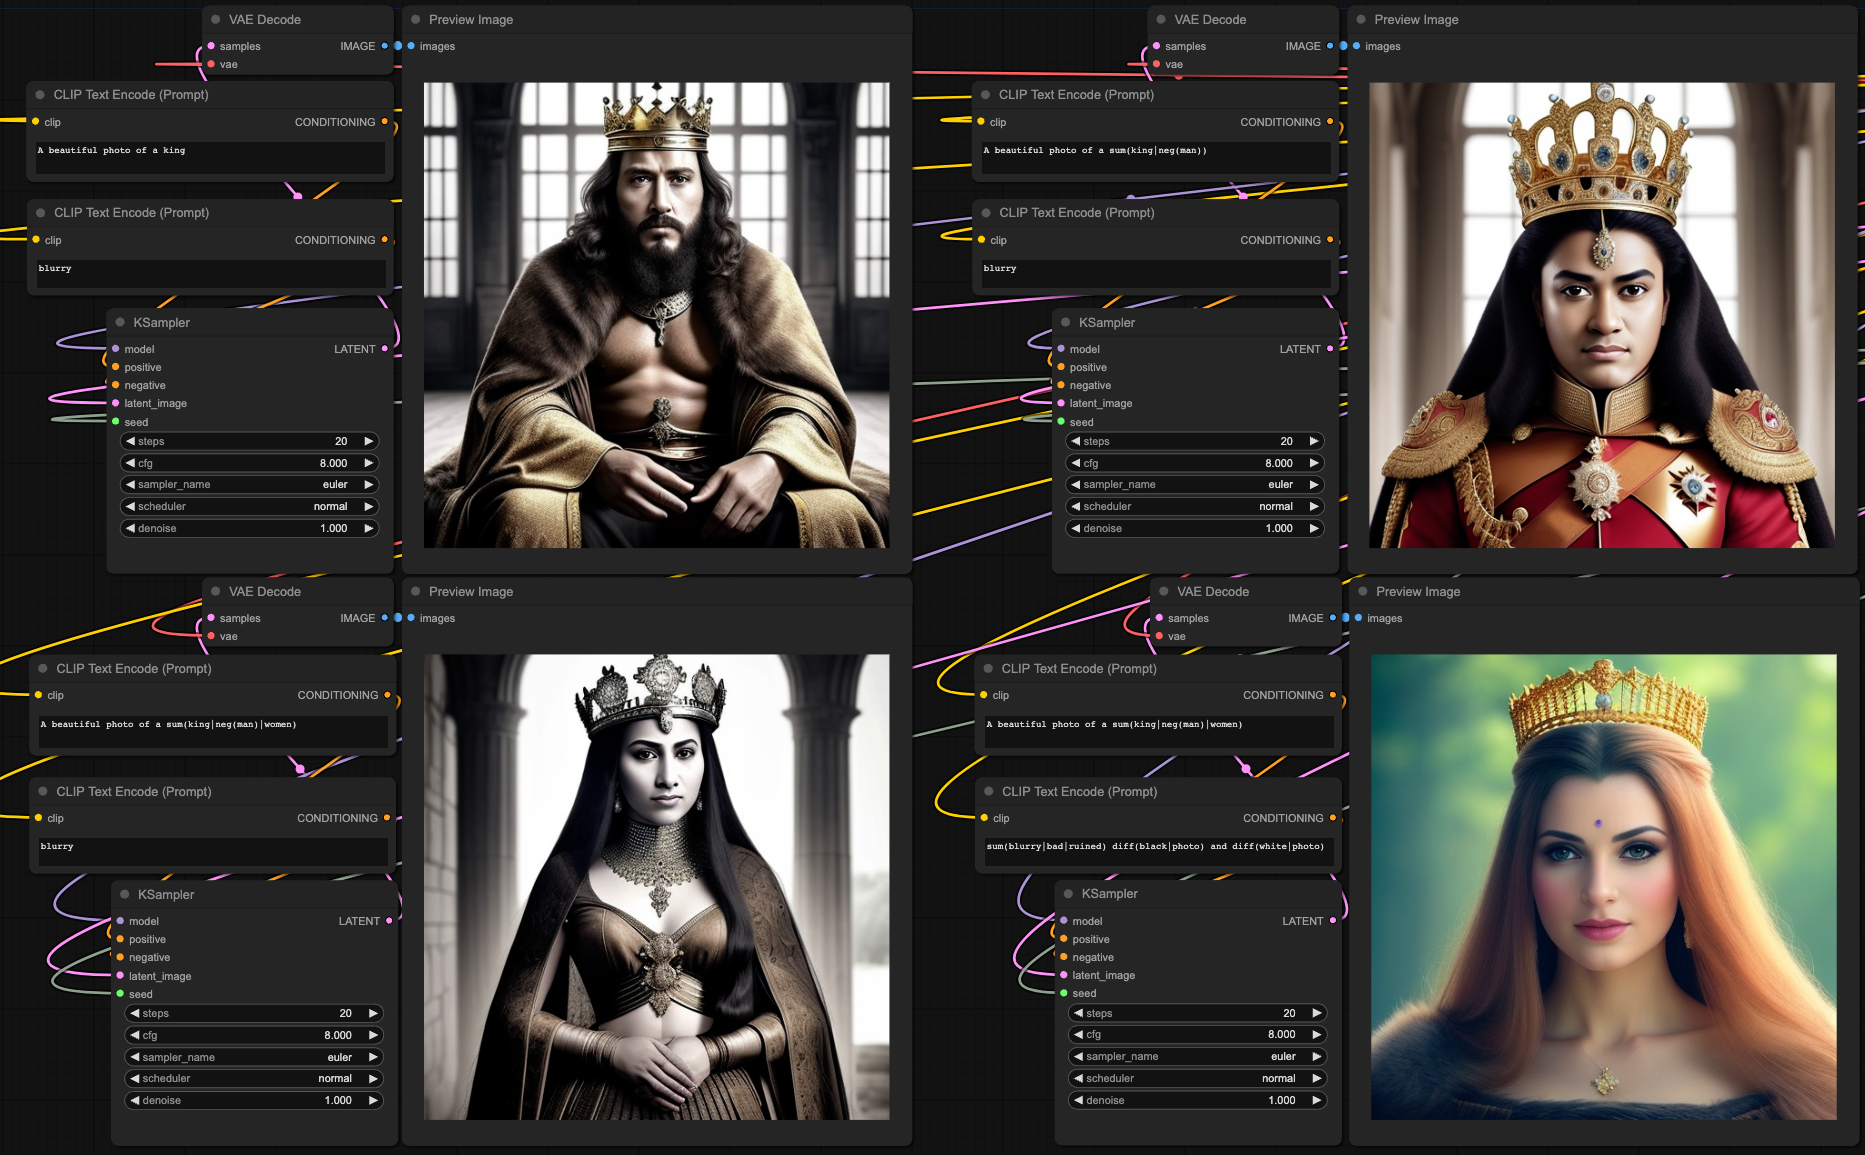 VAE Decode
samples IMAGE
vae
Preview Image
images
CLIP Text Encode (Prompt)
clip CONDITIONING
A beautiful photo of a king
CLIP Text Encode (Prompt)
clip CONDITIONING
blurry
KSampler
model LATENT
positive
negative
latent_image
seed
steps 20
cfg 8.000
sampler_name euler
scheduler normal
denoise 1.000
VAE Decode
samples IMAGE
vae
Preview Image
images
CLIP Text Encode (Prompt)
clip CONDITIONING
A beautiful photo of a sum(king|neg(man))
CLIP Text Encode (Prompt)
clip CONDITIONING
blurry
KSampler
model LATENT
positive
negative
latent_image
seed
steps 20
cfg 8.000
sampler_name euler
scheduler normal
denoise 1.000
VAE Decode
samples IMAGE
vae
Preview Image
images
CLIP Text Encode (Prompt)
clip CONDITIONING
A beautiful photo of a sum(king|neg(man)|women)
CLIP Text Encode (Prompt)
clip CONDITIONING
blurry
KSampler
model LATENT
positive
negative
latent_image
seed
steps 20
cfg 8.000
sampler_name euler
scheduler normal
denoise 1.000
VAE Decode
samples IMAGE
vae
Preview Image
images
CLIP Text Encode (Prompt)
clip CONDITIONING
A beautiful photo of a sum(king|neg(man)|women)
CLIP Text Encode (Prompt)
clip CONDITIONING
sum(blurry|bad|ruined) diff(black|photo) and diff(white|photo)
KSampler
model LATENT
positive
negative
latent_image
seed
steps 20
cfg 8.000
sampler_name euler
scheduler normal
denoise 1.000